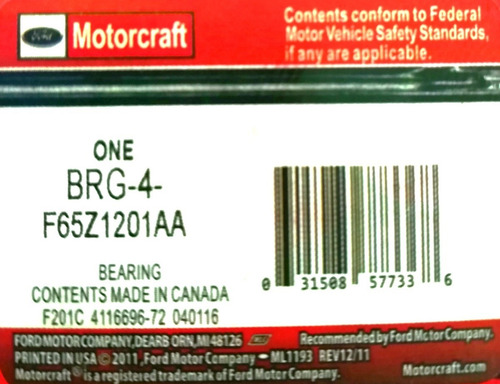 Ford
Motorcraft
Contents conform to Federal
Motor Vehicle Safety Standards,
if any are applicable.
ONE
BRG-4-
F65Z1201AA
BEARING
CONTENTS MADE IN CANADA
F201C 4116696-72 040116
0 31508 57733 6
FORD MOTOR COMPANY, DEARBORN, MI 48126
Recommended by Ford Motor Company.
PRINTED IN USA © 2011, Ford Motor Company • ML1193 REV12/11
Motorcraft® is a registered trademark of Ford Motor Company.
Motorcraft.com